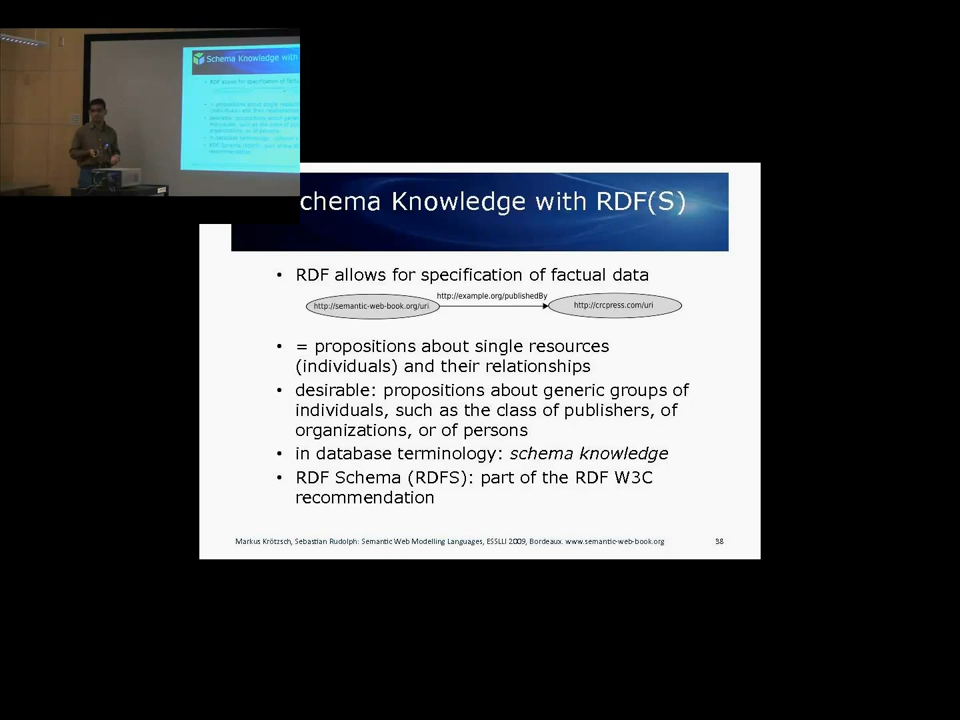 Schema Knowledge with
chema Knowledge with RDF(S)
• RDF allows for specification of factual data
http://example.org/publishedBy
http://semantic-web-book.org/uri
http://crcpress.com/uri
• = propositions about single resources
(individuals) and their relationships
• desirable: propositions about generic groups of
individuals, such as the class of publishers, of
organizations, or of persons
• in database terminology: schema knowledge
• RDF Schema (RDFS): part of the RDF W3C
recommendation
Markus Krötzsch, Sebastian Rudolph: Semantic Web Modelling Languages, ESSLLI 2009, Bordeaux. www.semantic-web-book.org
38